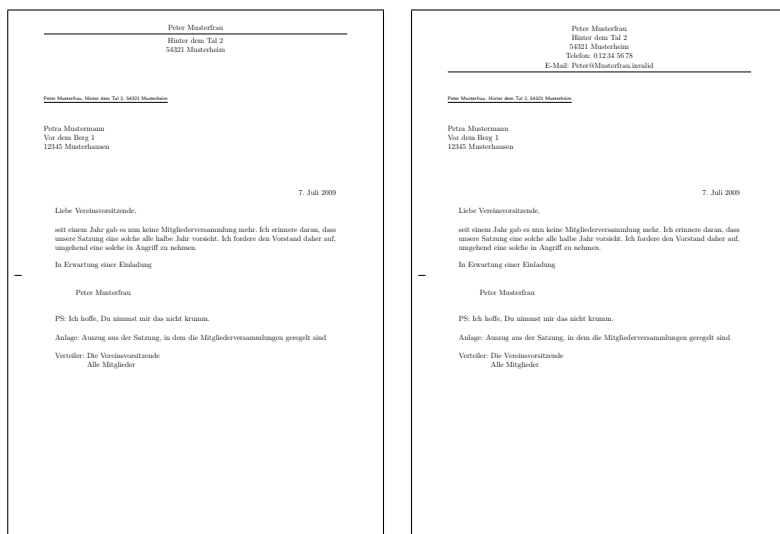 Peter Musterfrau
Hinter dem Tal 2
54321 Musterheim
Peter Musterfrau, Hinter dem Tal 2, 54321 Musterheim
Petra Mustermann
Vor dem Berg 1
12345 Musterhausen
7. Juli 2009
Liebe Vereinsvorsitzende,
seit einem Jahr gab es nun keine Mitgliederversammlung mehr. Ich erinnere daran, dass
unsere Satzung eine solche alle halbe Jahr vorsieht. Ich fordere den Vorstand daher auf,
umgehend eine solche in Angriff zu nehmen.
In Erwartung einer Einladung
Peter Musterfrau
PS: Ich hoffe, Du nimmst mir das nicht krumm.
Anlage: Auszug aus der Satzung, in dem die Mitgliederversammlungen geregelt sind
Verteiler: Die Vereinsvorsitzende
Alle Mitglieder
Peter Musterfrau
Hinter dem Tal 2
54321 Musterheim
Telefon: 0 12 34 56 78
E-Mail: Peter@Musterfrau.invalid
Peter Musterfrau, Hinter dem Tal 2, 54321 Musterheim
Petra Mustermann
Vor dem Berg 1
12345 Musterhausen
7. Juli 2009
Liebe Vereinsvorsitzende,
seit einem Jahr gab es nun keine Mitgliederversammlung mehr. Ich erinnere daran, dass
unsere Satzung eine solche alle halbe Jahr vorsieht. Ich fordere den Vorstand daher auf,
umgehend eine solche in Angriff zu nehmen.
In Erwartung einer Einladung
Peter Musterfrau
PS: Ich hoffe, Du nimmst mir das nicht krumm.
Anlage: Auszug aus der Satzung, in dem die Mitgliederversammlungen geregelt sind
Verteiler: Die Vereinsvorsitzende
Alle Mitglieder